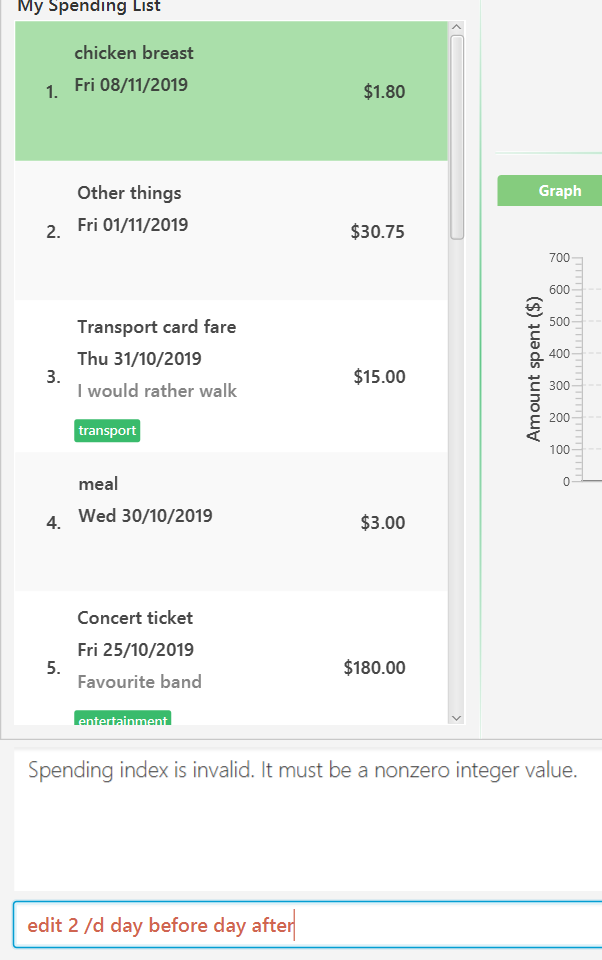 My Spending List
chicken breast
Fri 08/11/2019
1.
$1.80
Other things
Fri 01/11/2019
2.
$30.75
Transport card fare
Thu 31/10/2019
3.
$15.00
I would rather walk
transport
meal
Wed 30/10/2019
4.
$3.00
Concert ticket
Fri 25/10/2019
5.
$180.00
Favourite band
entertainment
Graph
Amount spent ($)
700
600
500
400
300
200
100
0
Spending index is invalid. It must be a nonzero integer value.
edit 2 /d day before day after